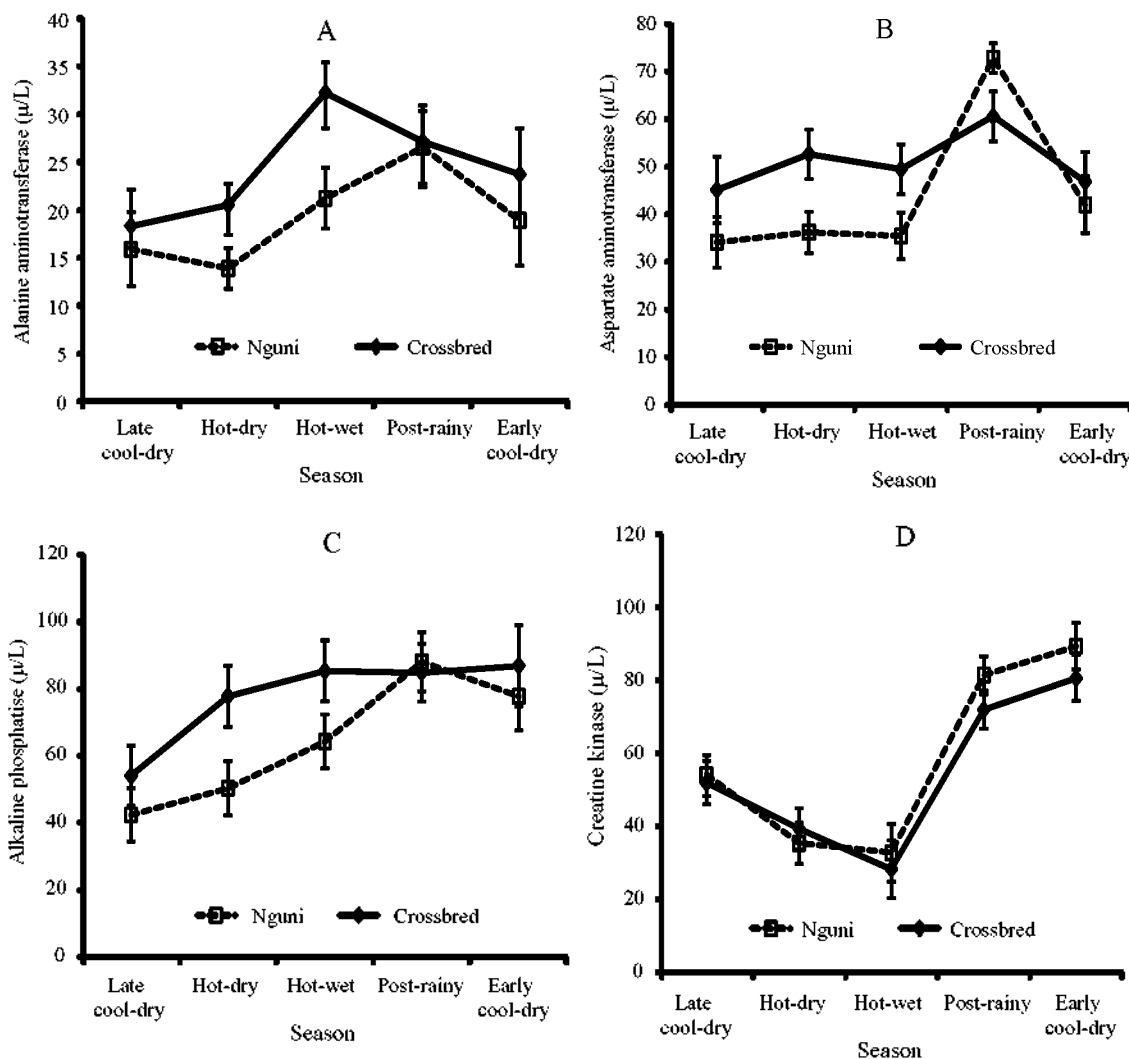 A
Alanine aminotransferase (µ/L)
40
35
30
25
20
15
10
5
0
Nguni
Crossbred
Late cool-dry
Hot-dry
Hot-wet
Post-rainy
Early cool-dry
Season
B
Aspartate aminotransferase (µ/L)
80
70
60
50
40
30
20
10
0
Nguni
Crossbred
Late cool-dry
Hot-dry
Hot-wet
Post-rainy
Early cool-dry
Season
C
Alkaline phosphatise (µ/L)
120
100
80
60
40
20
0
Nguni
Crossbred
Late cool-dry
Hot-dry
Hot-wet
Post-rainy
Early cool-dry
Season
D
Creatine kinase (µ/L)
120
100
80
60
40
20
0
Nguni
Crossbred
Late cool-dry
Hot-dry
Hot-wet
Post-rainy
Early cool-dry
Season